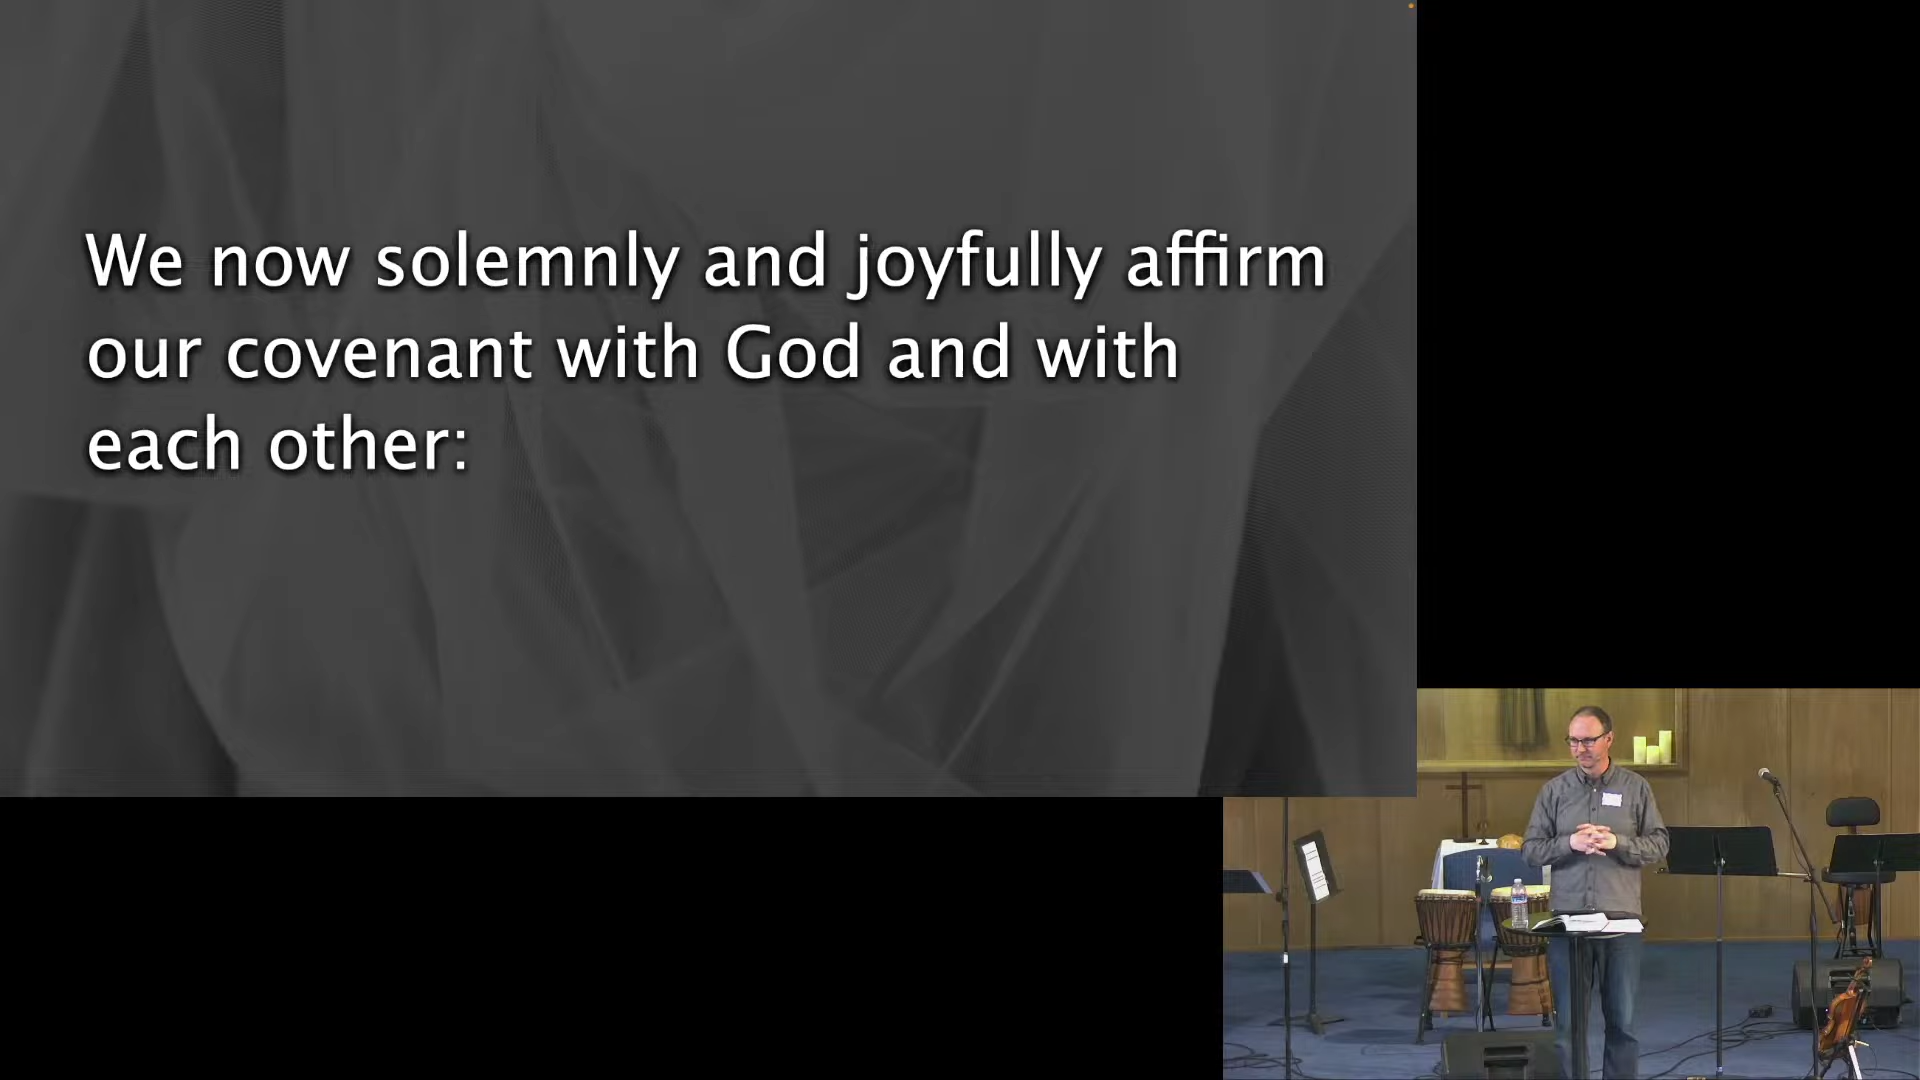 We now solemnly and joyfully affirm
our covenant with God and with
each other: